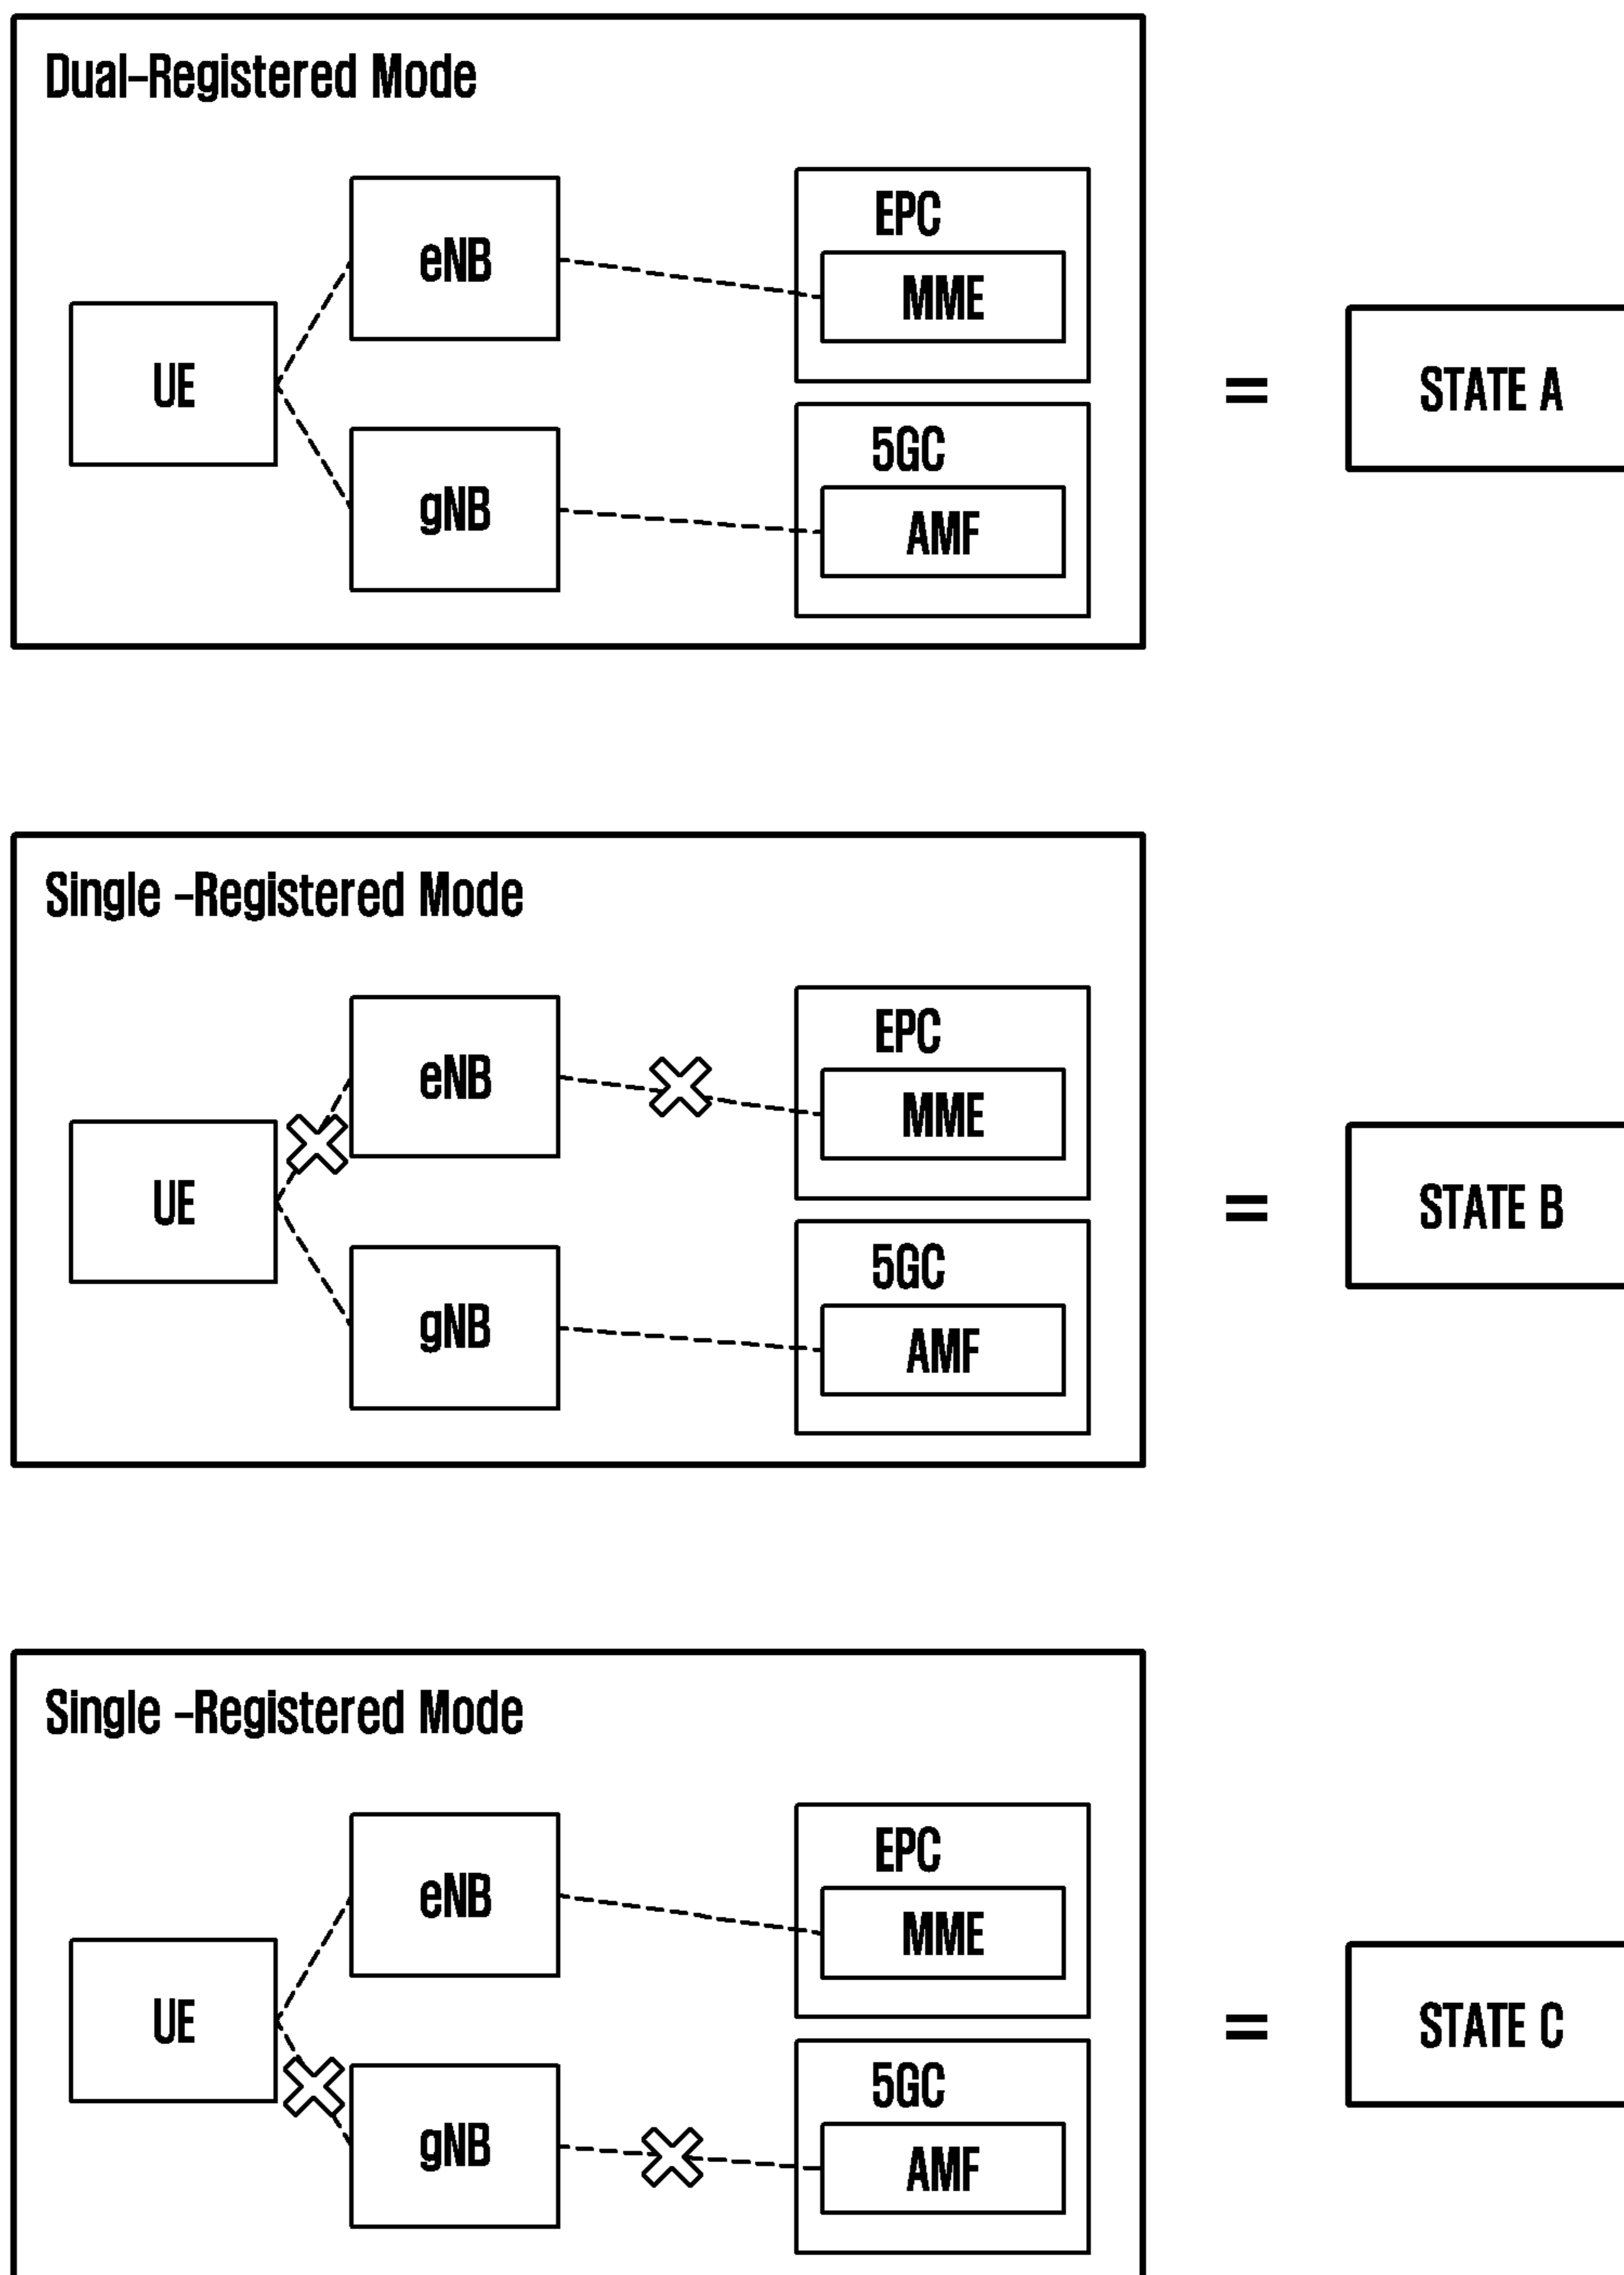 Dual-Registered Mode
EPC
eNB
MME
UE
STATE A
=
5GC
gNB
AMF
Single -Registered Mode
EPC
eNB
MME
UE
STATE B
=
5GC
gNB
AMF
Single -Registered Mode
EPC
eNB
MME
UE
STATE C
=
5GC
gNB
AMF